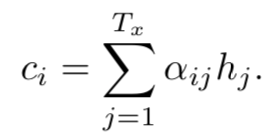 c_i = \sum_{j=1}^{T_x} \alpha_{ij} h_j.